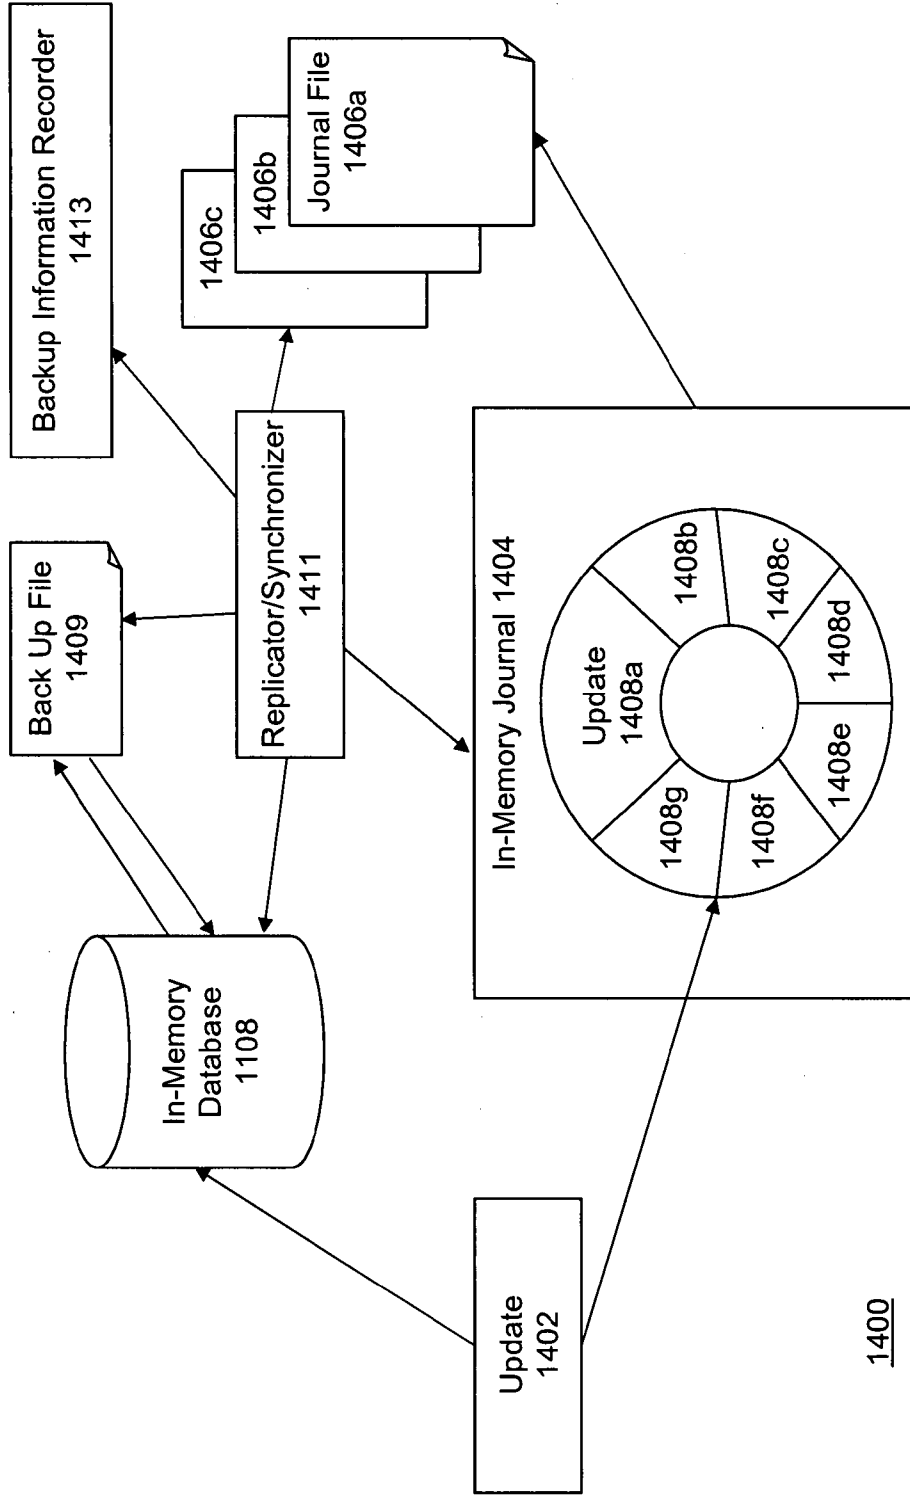 Backup Information Recorder
1413
Back Up File
1409
In-Memory
Database
1108
Replicator/Synchronizer
1411
1406c
1406b
Journal File
1406a
Update
1402
In-Memory Journal 1404
Update
1408a
1408b
1408c
1408d
1408e
1408f
1408g
1400